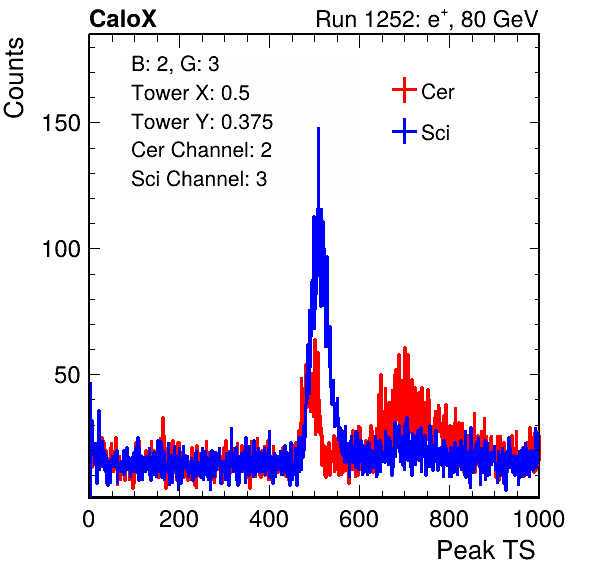 CaloX Run 1252: e⁺, 80 GeV
Counts
B: 2, G: 3
Tower X: 0.5
Tower Y: 0.375
Cer Channel: 2
Sci Channel: 3
Cer
Sci
150
100
50
0 200 400 600 800 1000
Peak TS